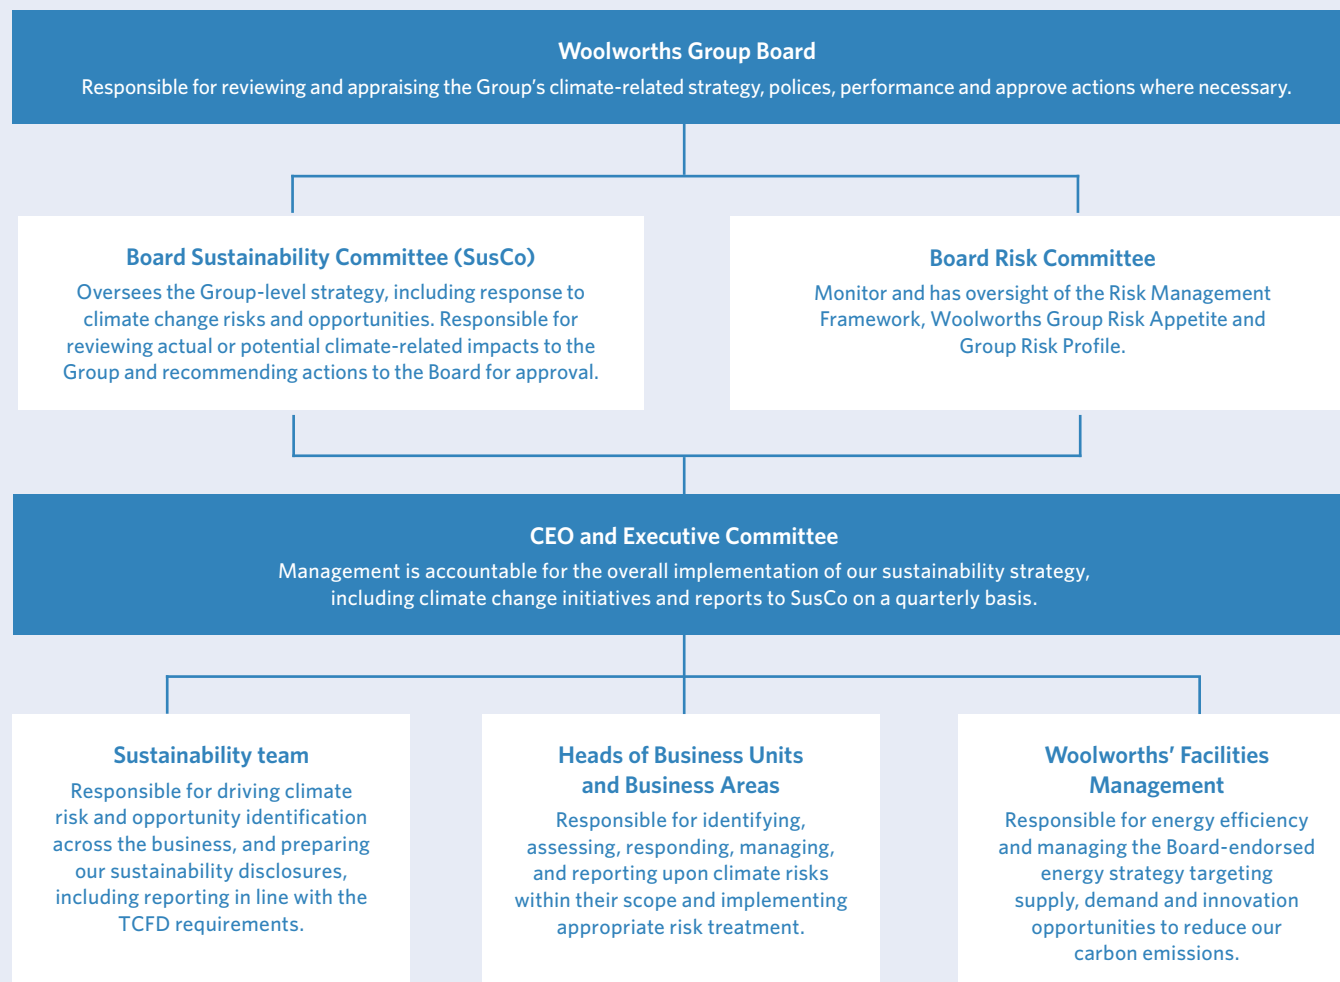 Woolworths Group Board
Responsible for reviewing and appraising the Group's climate-related strategy, polices, performance and approve actions where necessary.
Board Sustainability Committee (SusCo)
Oversees the Group-level strategy, including response to
climate change risks and opportunities. Responsible for
reviewing actual or potential climate-related impacts to the
Group and recommending actions to the Board for approval.
Board Risk Committee
Monitor and has oversight of the Risk Management
Framework, Woolworths Group Risk Appetite and
Group Risk Profile.
CEO and Executive Committee
Management is accountable for the overall implementation of our sustainability strategy,
including climate change initiatives and reports to SusCo on a quarterly basis.
Sustainability team
Responsible for driving climate
risk and opportunity identification
across the business, and preparing
our sustainability disclosures,
including reporting in line with the
TCFD requirements.
Heads of Business Units
and Business Areas
Responsible for identifying,
assessing, responding, managing,
and reporting upon climate risks
within their scope and implementing
appropriate risk treatment.
Woolworths' Facilities
Management
Responsible for energy efficiency
and managing the Board-endorsed
energy strategy targeting
supply, demand and innovation
opportunities to reduce our
carbon emissions.